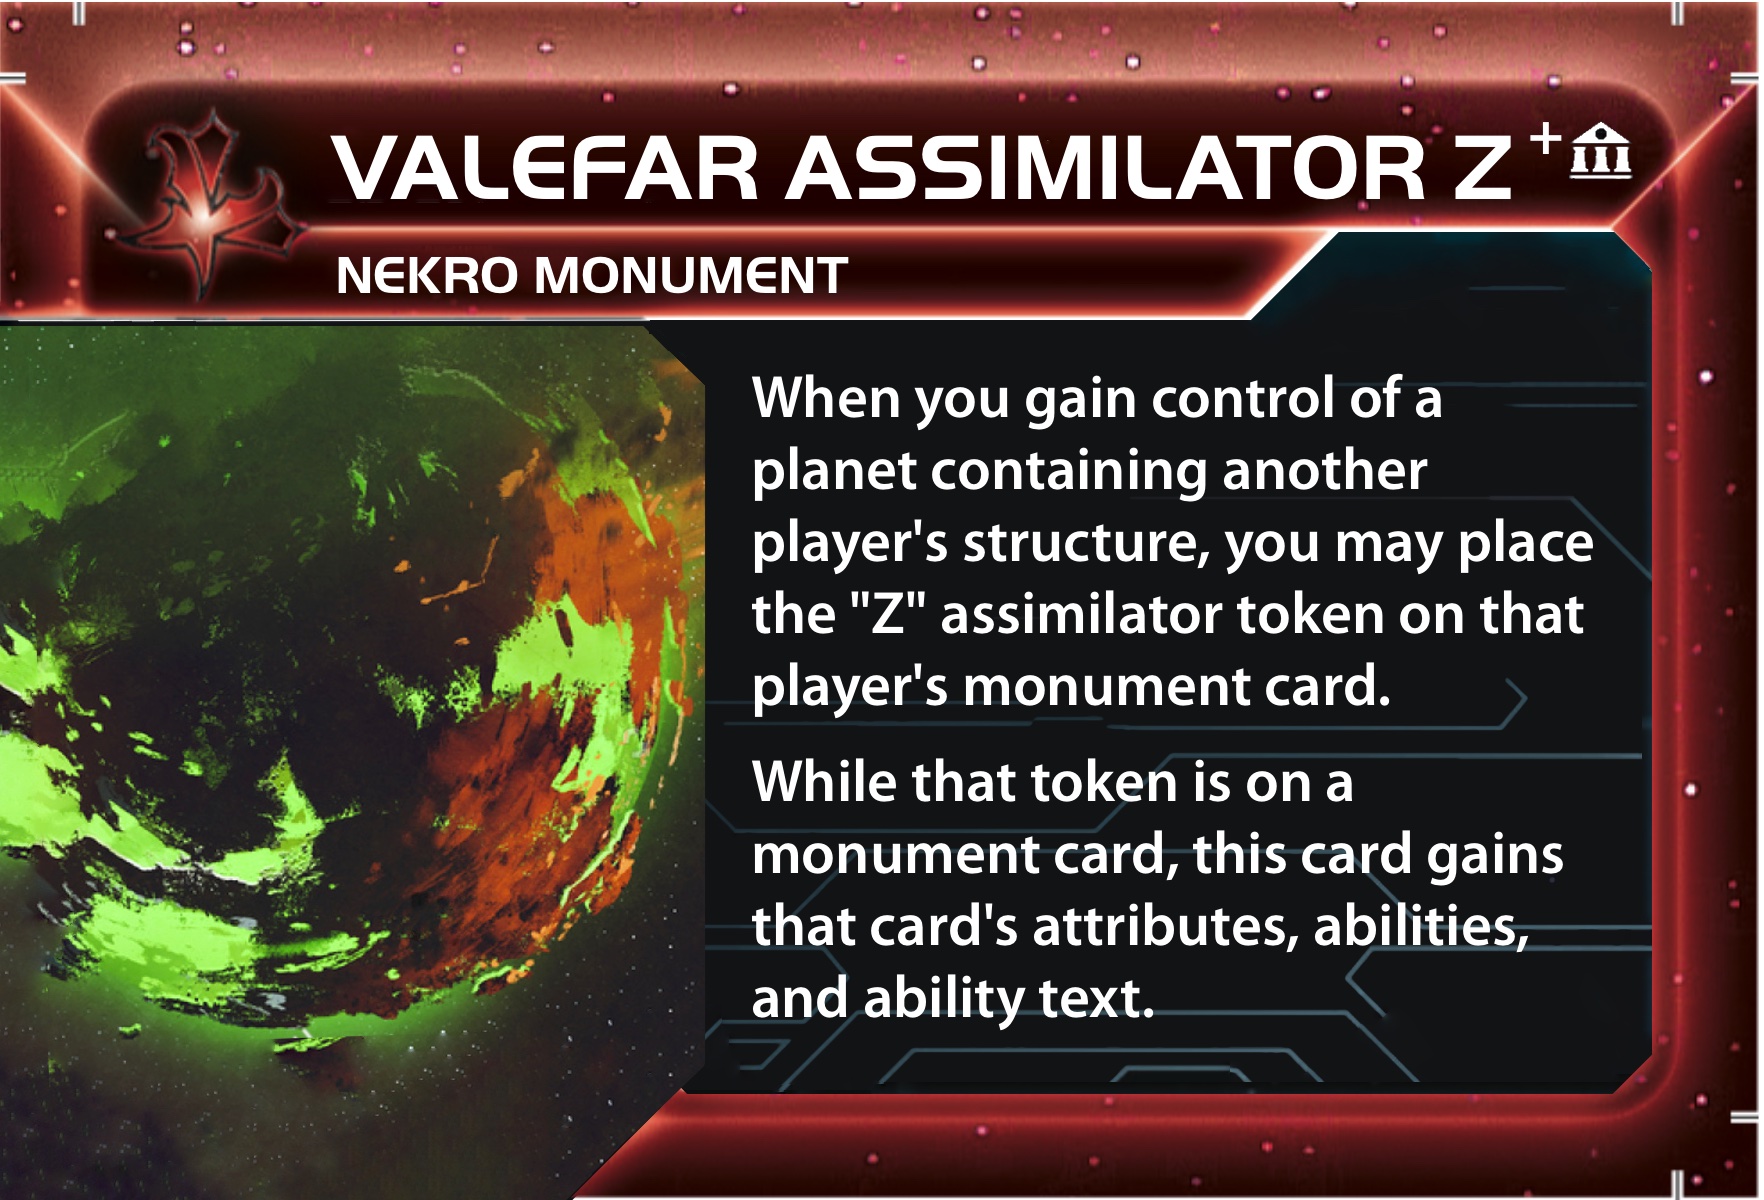 VALEFAR ASSIMILATOR Z +
NEKRO MONUMENT
When you gain control of a
planet containing another
player's structure, you may place
the "Z" assimilator token on that
player's monument card.
While that token is on a
monument card, this card gains
that card's attributes, abilities,
and ability text.